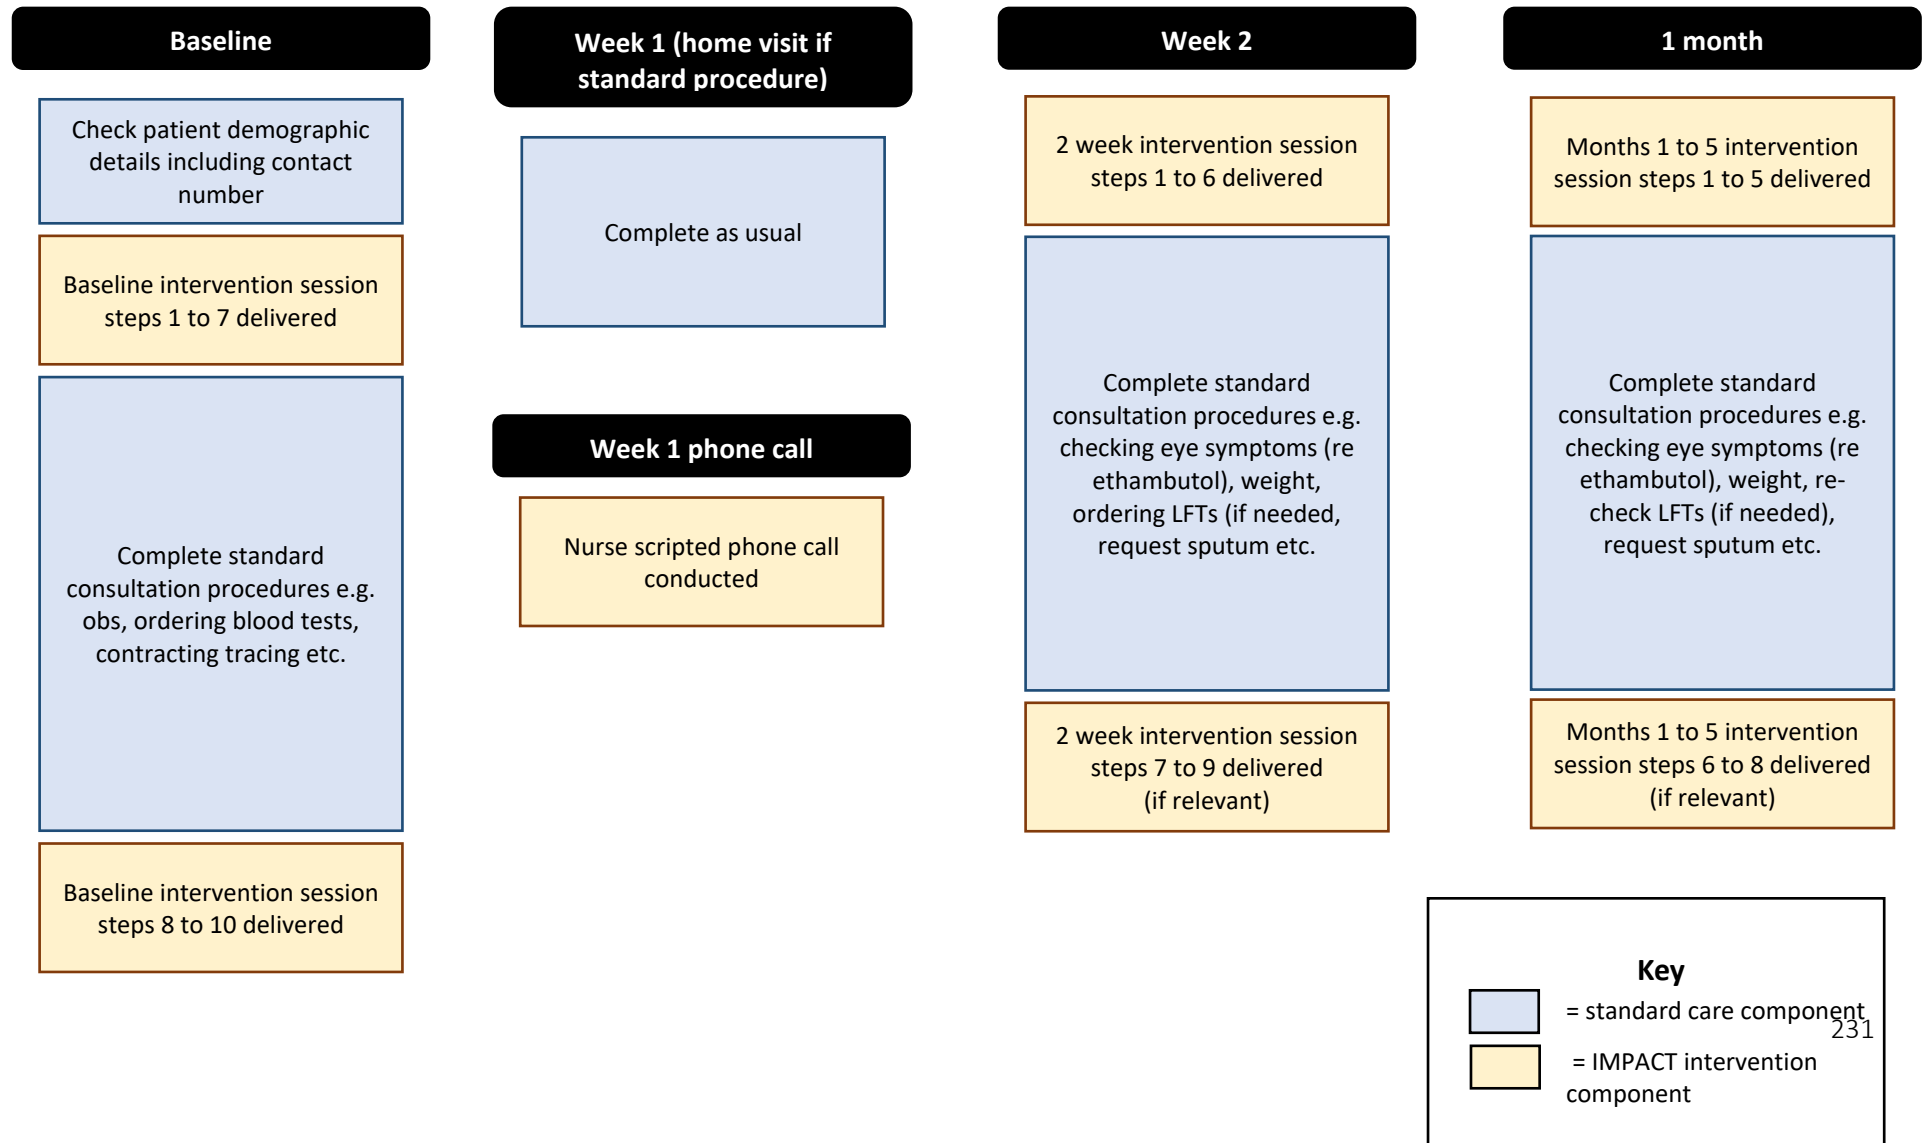 Baseline
Check patient demographic
details including contact
number
Baseline intervention session
steps 1 to 7 delivered
Complete standard
consultation procedures e.g.
obs, ordering blood tests,
contracting tracing etc.
Baseline intervention session
steps 8 to 10 delivered
Week 1 (home visit if
standard procedure)
Complete as usual
Week 1 phone call
Nurse scripted phone call
conducted
Week 2
2 week intervention session
steps 1 to 6 delivered
Complete standard
consultation procedures e.g.
checking eye symptoms (re
ethambutol), weight,
ordering LFTs (if needed,
request sputum etc.
2 week intervention session
steps 7 to 9 delivered
(if relevant)
1 month
Months 1 to 5 intervention
session steps 1 to 5 delivered
Complete standard
consultation procedures e.g.
checking eye symptoms (re
ethambutol), weight, re-
check LFTs (if needed),
request sputum etc.
Months 1 to 5 intervention
session steps 6 to 8 delivered
(if relevant)
Key
= standard care component
231
= IMPACT intervention
component